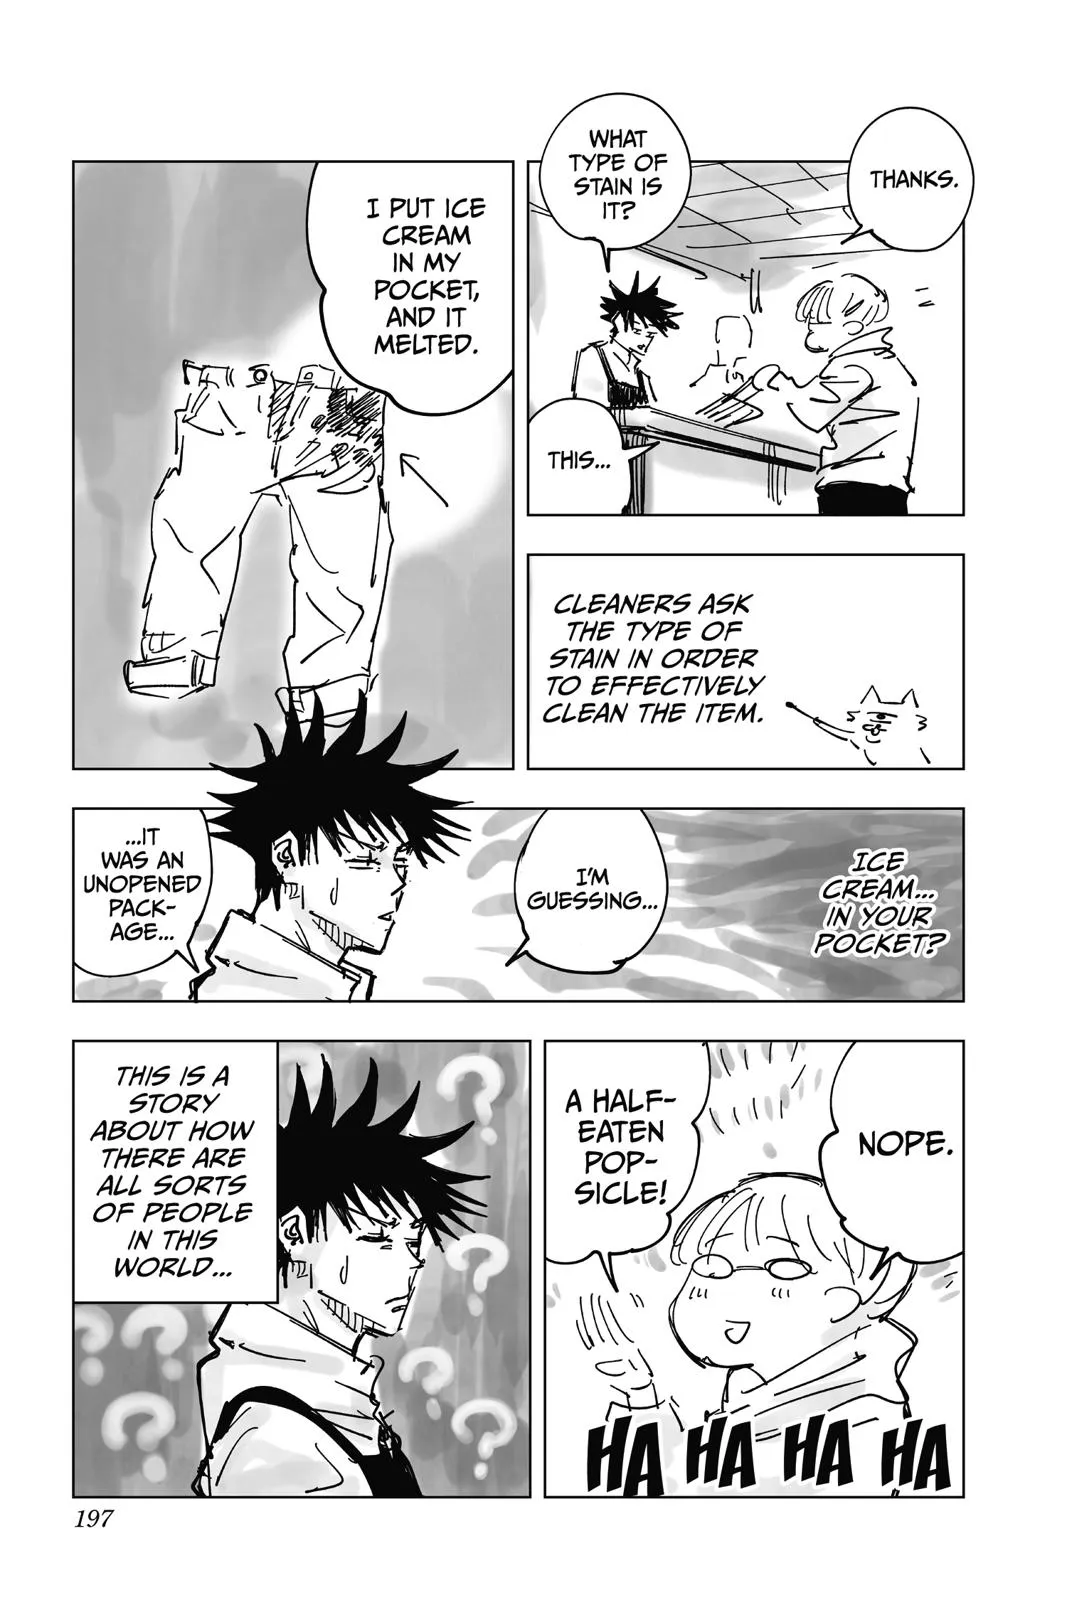 THANKS.
WHAT
TYPE OF
STAIN IS
IT?
THIS...
CLEANERS ASK
THE TYPE OF
STAIN IN ORDER
TO EFFECTIVELY
CLEAN THE ITEM.
I PUT ICE
CREAM
IN MY
POCKET,
AND IT
MELTED.
ICE
CREAM...
IN YOUR
POCKET?
I'M
GUESSING...
...IT
WAS AN
UNOPENED
PACK-
AGE...
NOPE.
A HALF-
EATEN
POP-
SICLE!
HA HA HA HA
THIS IS A
STORY
ABOUT HOW
THERE ARE
ALL SORTS
OF PEOPLE
IN THIS
WORLD...
?
?
?
?
?
?
?
197